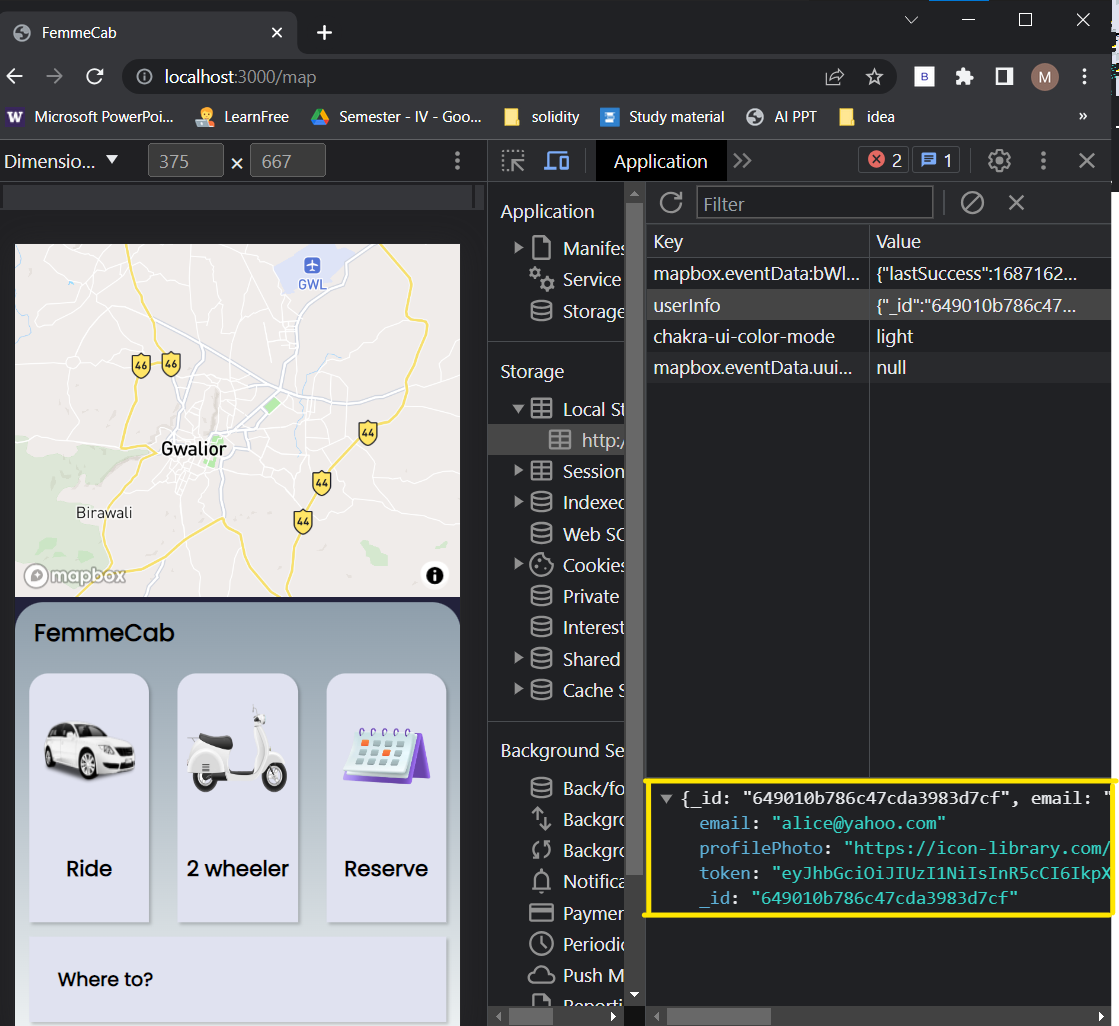 FemmeCab
localhost:3000/map
B
M
W Microsoft PowerPoi...
LearnFree
Semester - IV - Goo...
solidity
Study material
AI PPT
idea
»
Dimensio...
375 × 667
Application
2
1
GWL
46
46
44
Gwalior
44
44
Birawali
mapbox
FemmeCab
Ride
2 wheeler
Reserve
Where to?
Application
Manifes
Service
Storage
Storage
Local St
http:/
Session
Indexed
Web SQ
Cookies
Private
Interest
Shared
Cache S
Background Se
Back/fo
Backgro
Backgro
Notifica
Paymen
Periodic
Push M
Reporti
Filter
Key Value
mapbox.eventData:bWl... {"lastSuccess":1687162...
userInfo {"_id":"649010b786c47...
chakra-ui-color-mode light
mapbox.eventData.uui... null
{_id: "649010b786c47cda3983d7cf", email: "
email: "alice@yahoo.com"
profilePhoto: "https://icon-library.com/
token: "eyJhbGciOiJIUzI1NiIsInR5cCI6IkpX
_id: "649010b786c47cda3983d7cf"